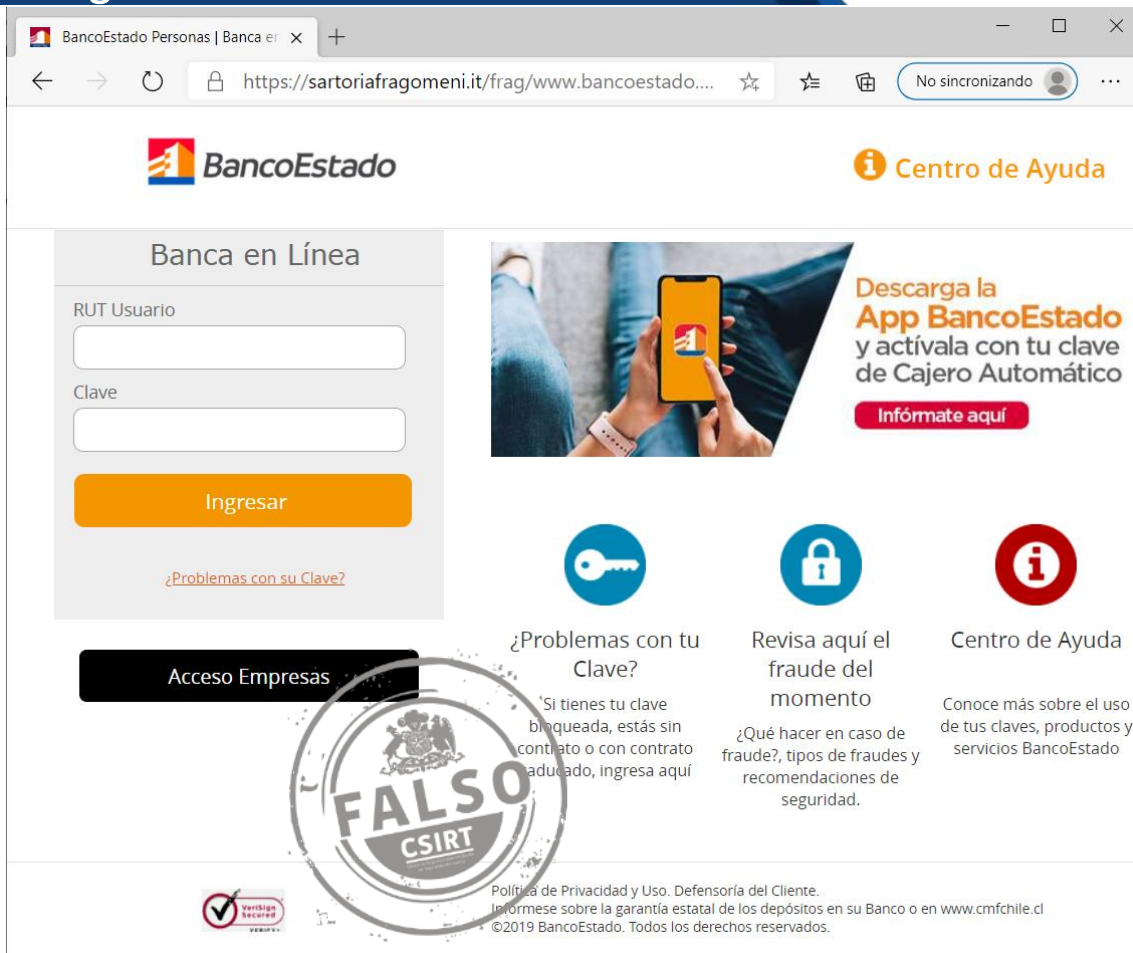 BancoEstado Personas | Banca en
https://sartoriafragomeni.it/frag/www.bancoestado....
No sincronizando
BancoEstado
Centro de Ayuda
Banca en Línea
RUT Usuario
Clave
Ingresar
¿Problemas con su Clave?
Acceso Empresas
Descarga la
App BancoEstado
y actívala con tu clave
de Cajero Automático
Infórmate aquí
¿Problemas con tu
Clave?
Si tienes tu clave
bloqueada, estás sin
contrato o con contrato
caducado, ingresa aquí
Revisa aquí el
fraude del
momento
¿Qué hacer en caso de
fraude?, tipos de fraudes y
recomendaciones de
seguridad.
Centro de Ayuda
Conoce más sobre el uso
de tus claves, productos y
servicios BancoEstado
FALSO
CSIRT
VeriSign
Secured
VERIFY
Política de Privacidad y Uso. Defensoría del Cliente.
Infórmese sobre la garantía estatal de los depósitos en su Banco o en www.cmfchile.cl
©2019 BancoEstado. Todos los derechos reservados.